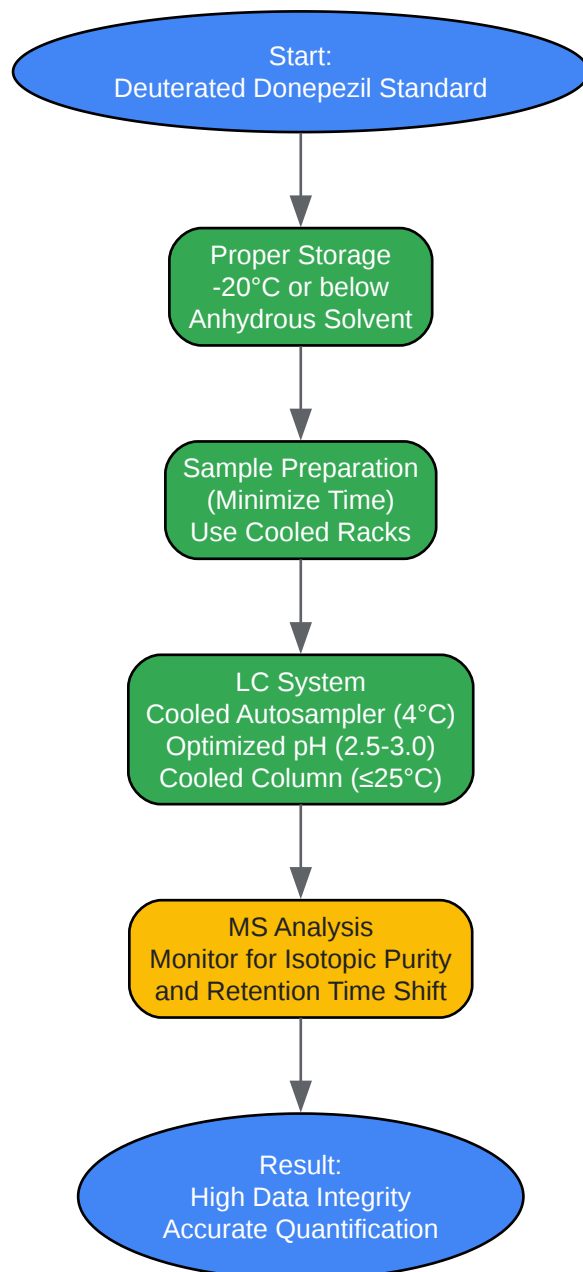 Start:
Deuterated Donepezil Standard
Proper Storage
-20°C or below
Anhydrous Solvent
Sample Preparation
(Minimize Time)
Use Cooled Racks
LC System
Cooled Autosampler (4°C)
Optimized pH (2.5-3.0)
Cooled Column (≤25°C)
MS Analysis
Monitor for Isotopic Purity
and Retention Time Shift
Result:
High Data Integrity
Accurate Quantification